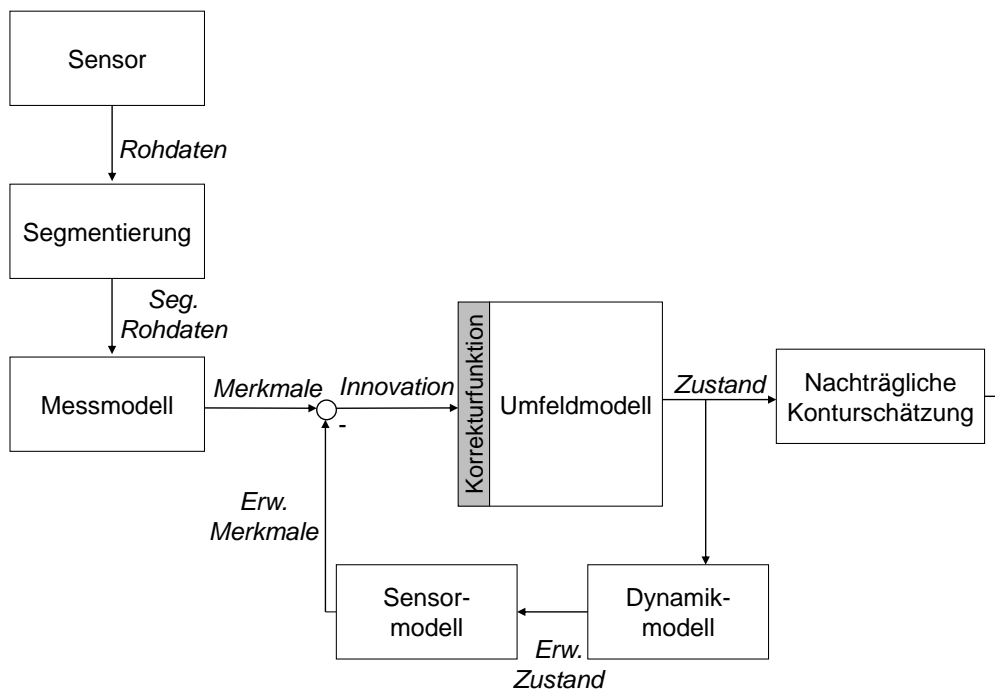 Sensor
Rohdaten
Segmentierung
Seg.
Rohdaten
Messmodell
Merkmale
-
Innovation
Korrekturfunktion
Umfeldmodell
Zustand
Nachträgliche
Konturschätzung
Erw.
Merkmale
Sensor-
modell
Erw.
Zustand
Dynamik-
modell